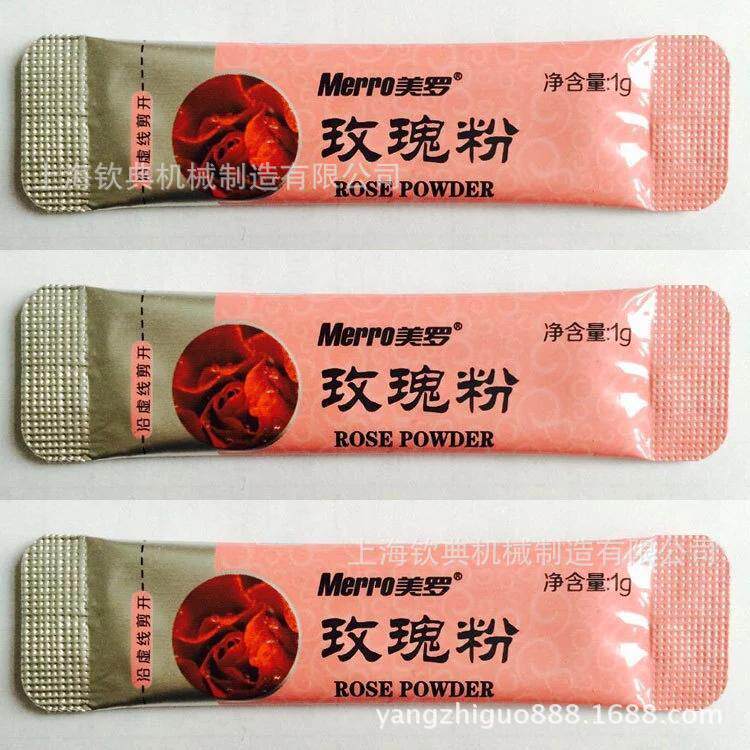 Merro美罗®
净含量:1g
玫瑰粉
ROSE POWDER
沿虚线剪开
上海钦典机械制造有限公司
Merro美罗®
净含量:1g
玫瑰粉
ROSE POWDER
沿虚线剪开
上海钦典机械制造有限公司
Merro美罗®
净含量:1g
玫瑰粉
ROSE POWDER
沿虚线剪开
yangzhiguo888.1688.com